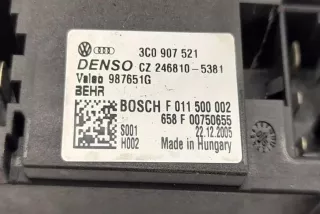 3C0 907 521
DENSO CZ 246810-5381
Valeo 987651G
BEHR
BOSCH F 011 500 002
658 F 00750655
S001 22.12.2005
H002 Made in Hungary